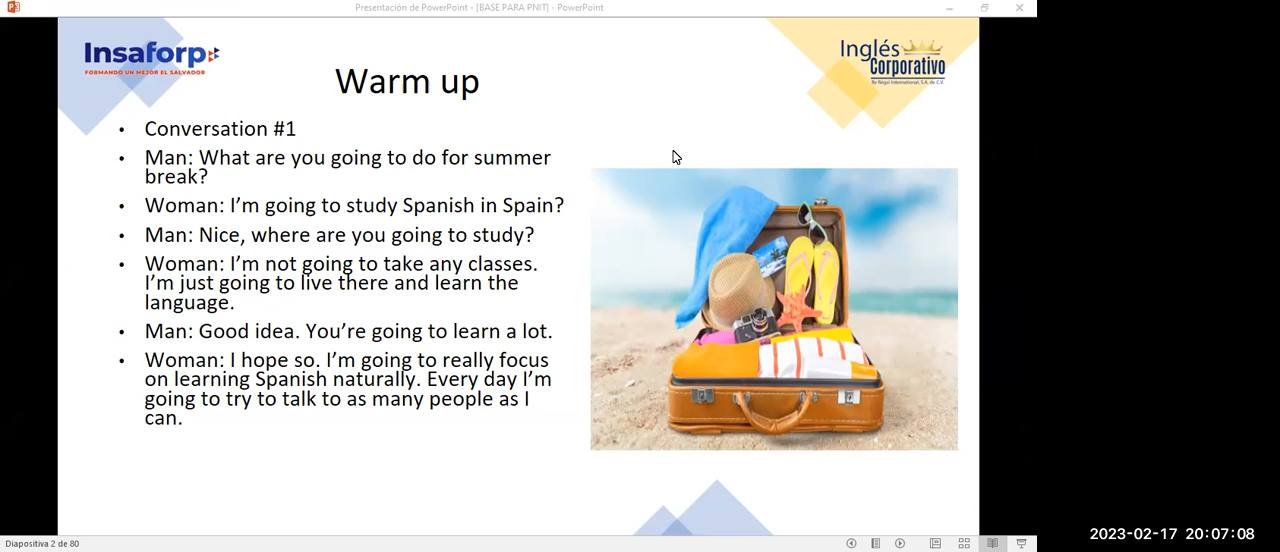 Presentación de PowerPoint - [BASE PARA PNIT] - PowerPoint
Insaforp
FORMANDO UN MEJOR EL SALVADOR
Inglés
Corporativo
By Regal International, S.A. de C.V.
Warm up
• Conversation #1
• Man: What are you going to do for summer
break?
• Woman: I’m going to study Spanish in Spain?
• Man: Nice, where are you going to study?
• Woman: I’m not going to take any classes.
I’m just going to live there and learn the
language.
• Man: Good idea. You’re going to learn a lot.
• Woman: I hope so. I’m going to really focus
on learning Spanish naturally. Every day I’m
going to try to talk to as many people as I
can.
Diapositiva 2 de 80
2023-02-17 20:07:08